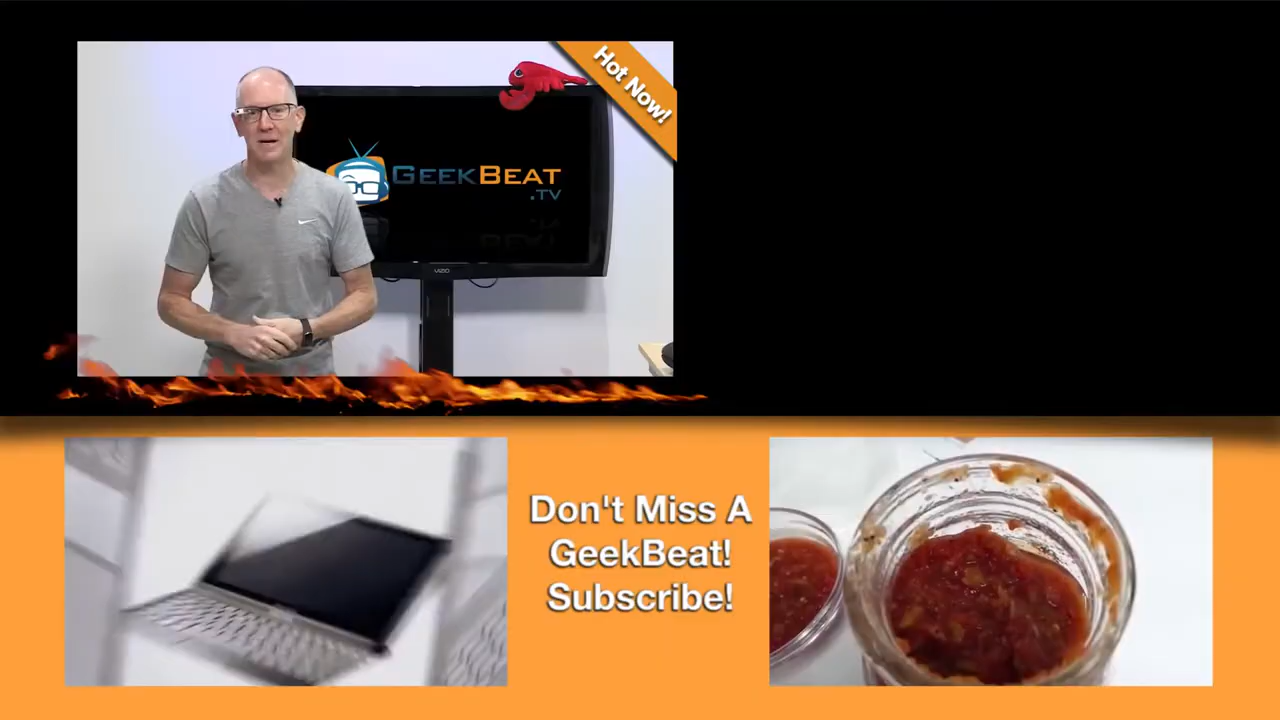 Hot Now!
GEEKBEAT
.TV
VIZIO
Don't Miss A
GeekBeat!
Subscribe!